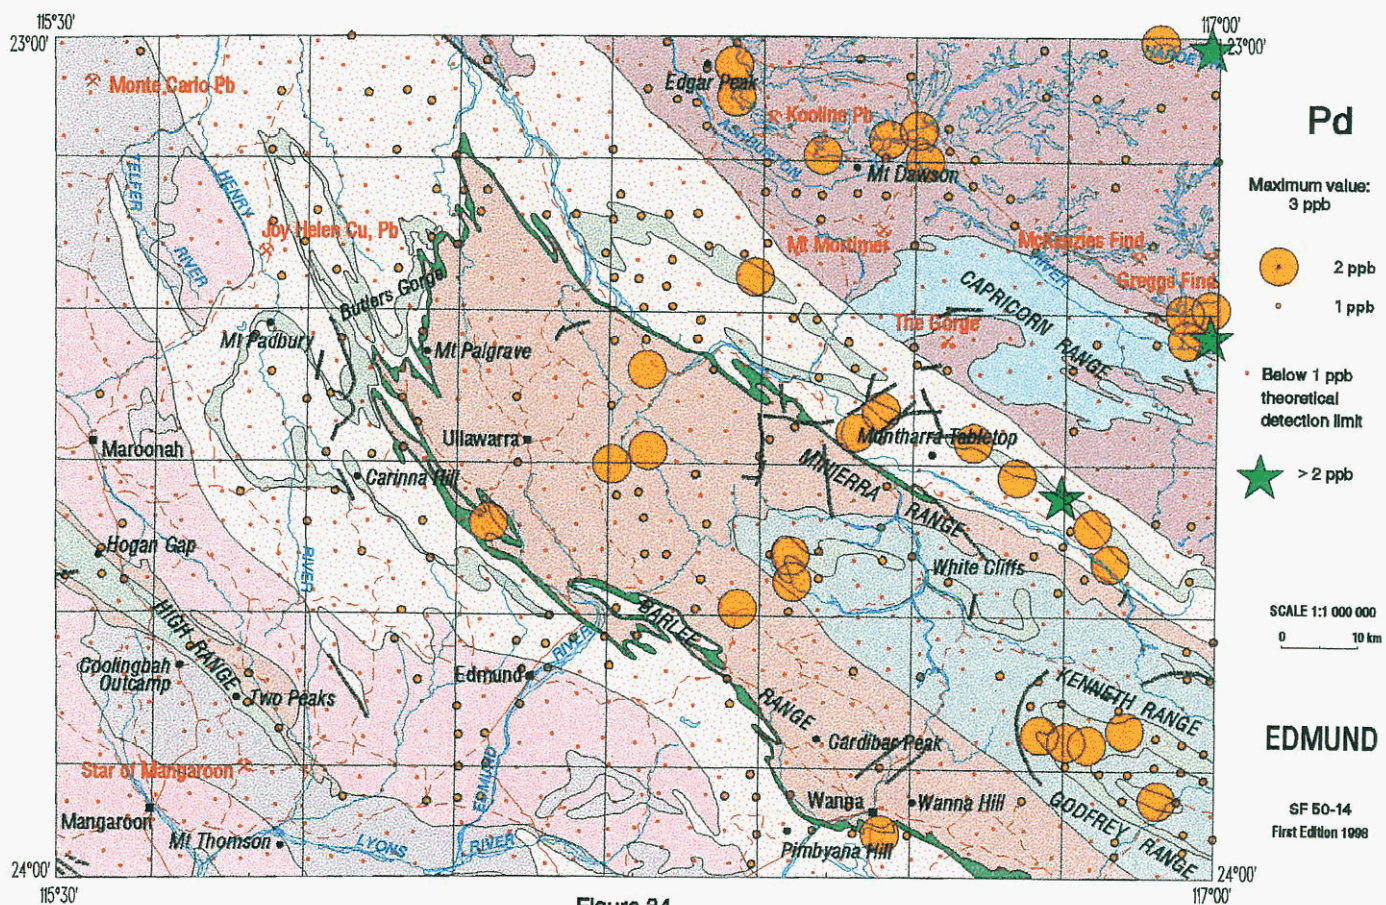 115°30'
23°00'
117°00'
23°00'
Monte Carlo Pb
Edgar Peak
Kooline Pb
ASHBURTON
Mt Dawson
TELFER
RIVER
HENRY
Joy Helen Cu, Pb
Butlers Gorge
Mt Mortimer
McKenzies Find
RIVER
Greggs Find
CAPRICORN
RANGE
The Gorge
Mt Padbury
Mt Palgrave
Maroonah
Ullawarra
Carinna Hill
Muntharra Tabletop
MINIERRA
RANGE
White Cliffs
Hogan Gap
RIVER
HIGH RANGE
BARLEE
RANGE
RIVER
Coolingbah
Outcamp
Two Peaks
Edmund
EDMUND
KENNETH RANGE
Cardibar Peak
Star of Mangaroon
Mangaroon
Mt Thomson
LYONS
RIVER
Wanna
Wanna Hill
Pimbyana Hill
GODFREY
RANGE
115°30'
24°00'
117°00'
24°00'
Pd
Maximum value:
3 ppb
2 ppb
1 ppb
Below 1 ppb
theoretical
detection limit
> 2 ppb
SCALE 1:1 000 000
0 10 km
EDMUND
SF 50-14
First Edition 1998